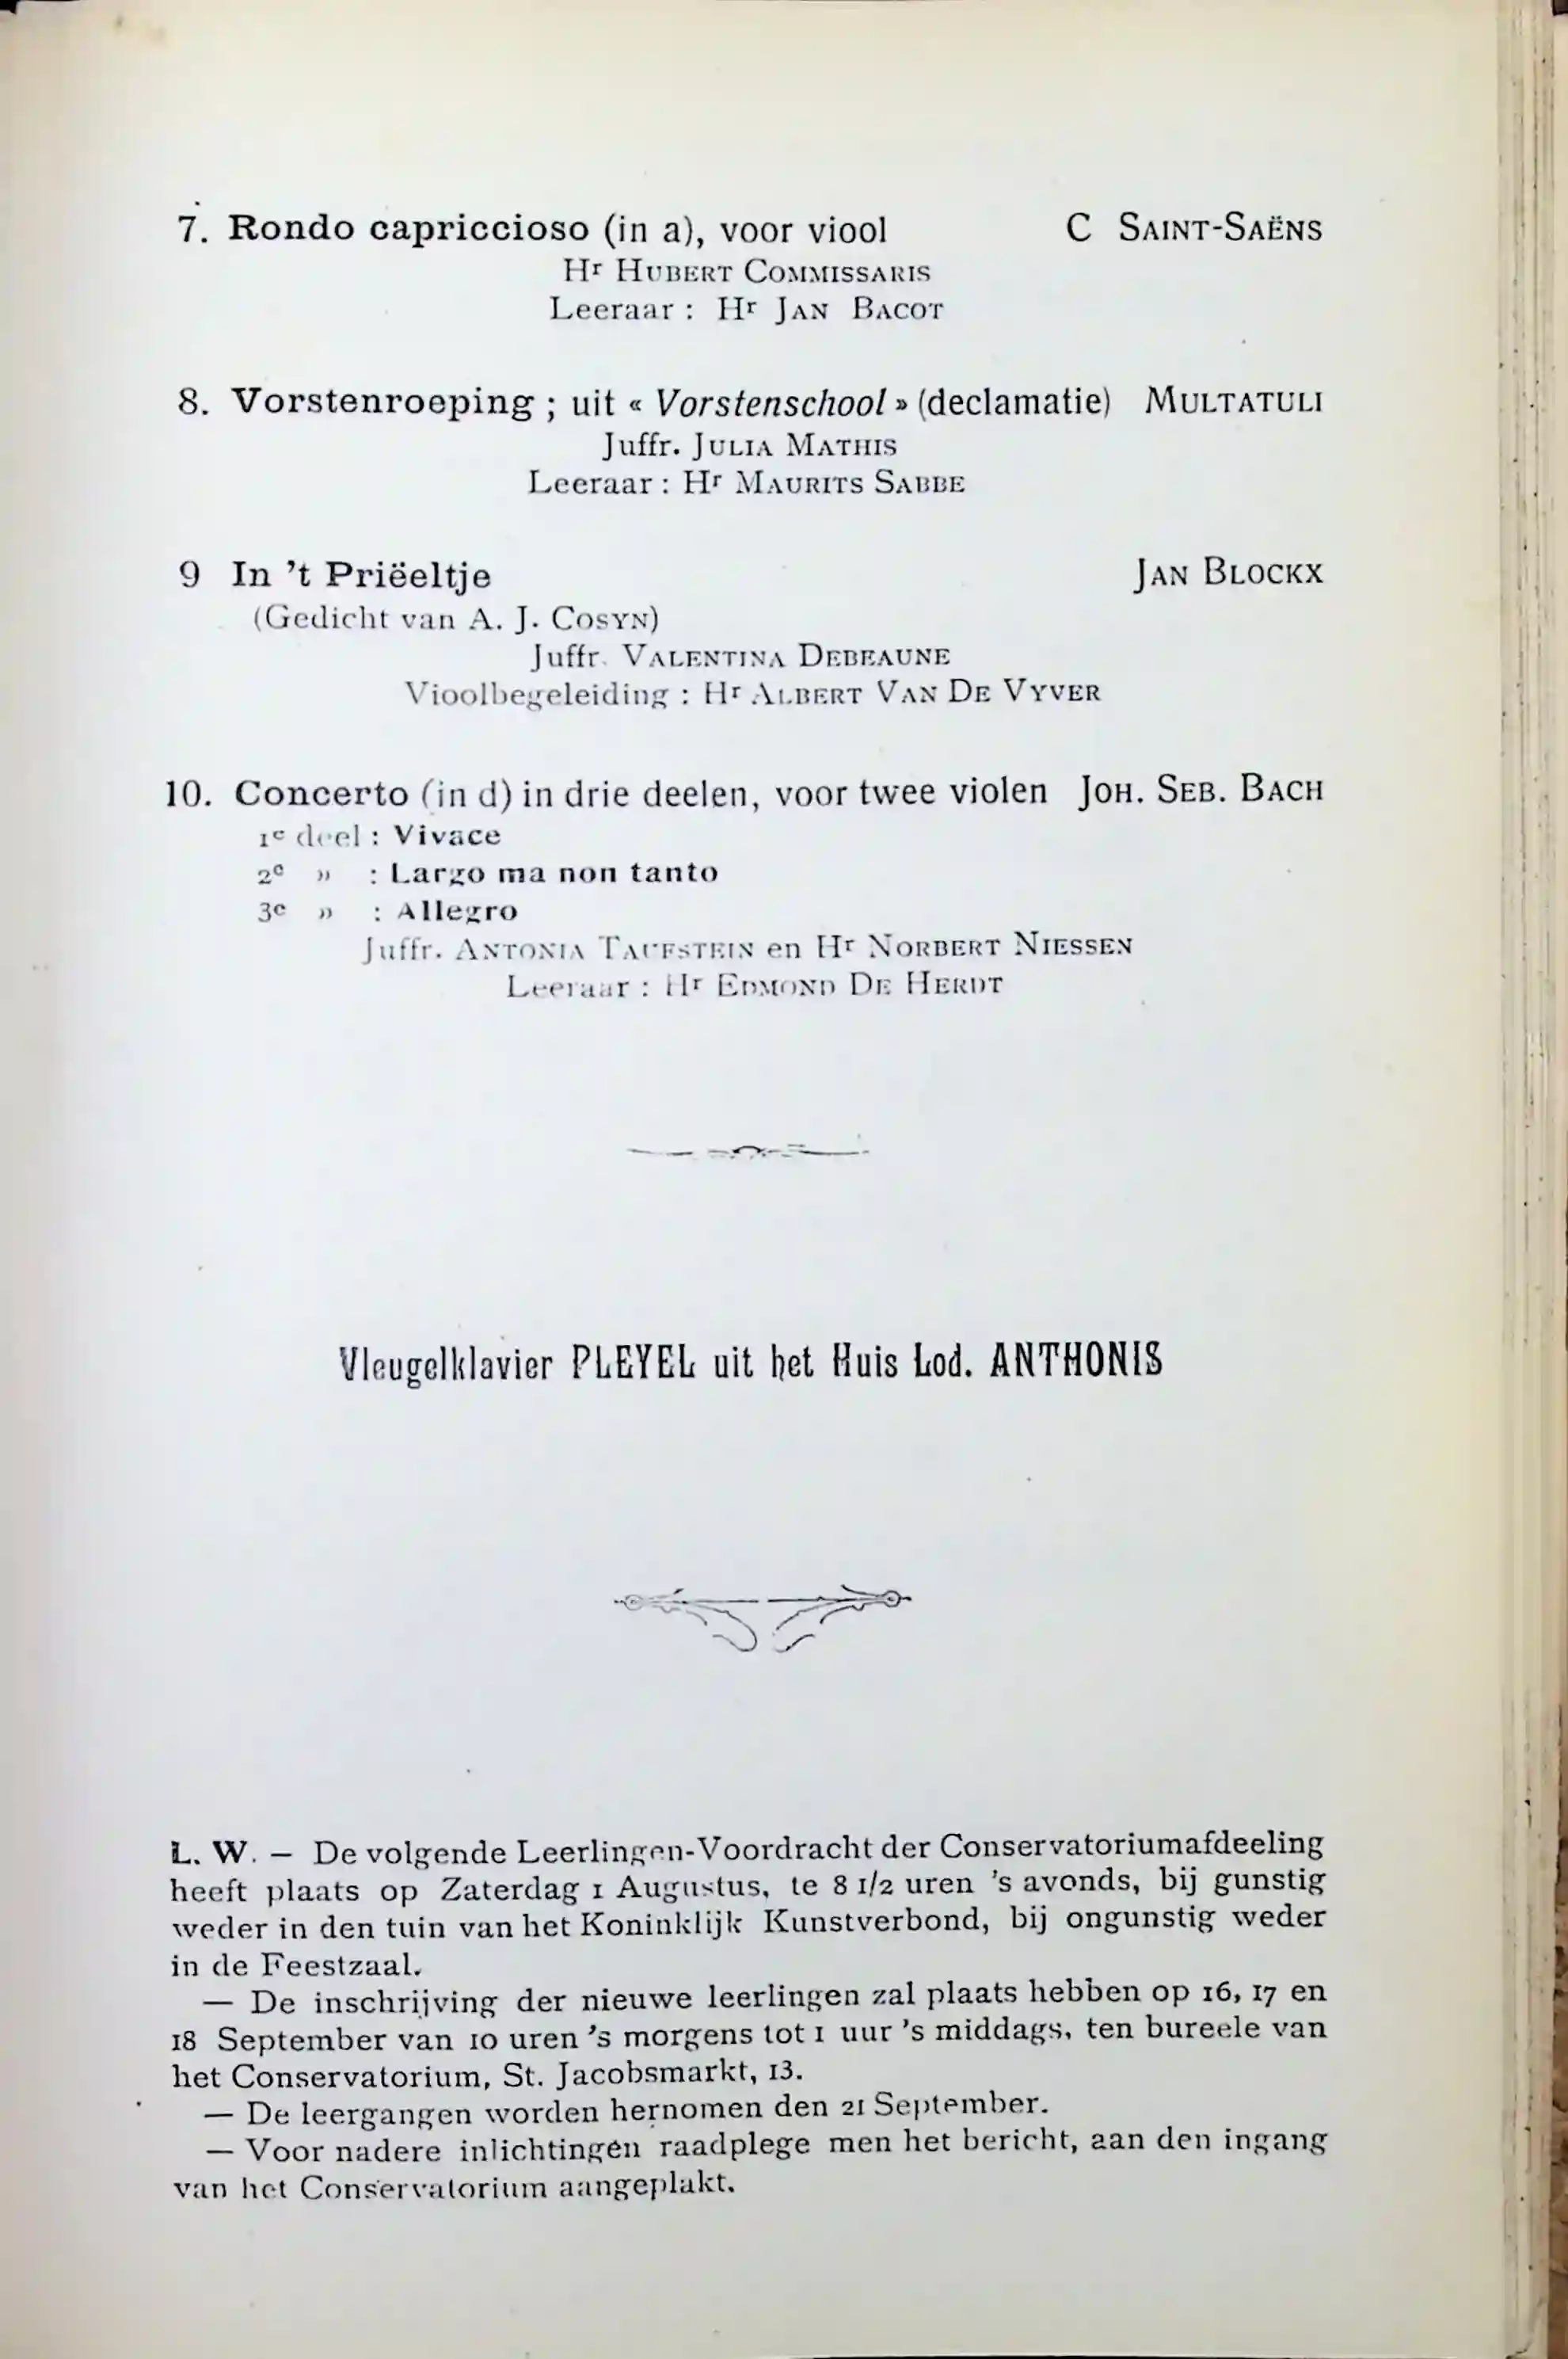 7. Rondo capriccioso (in a), voor viool C SAINT-SAËNS
Hr HUBERT COMMISSARIS
Leeraar : Hr JAN BACOT
8. Vorstenroeping ; uit « Vorstenschool » (declamatie) MULTATULI
Juffr. JULIA MATHIS
Leeraar : Hr MAURITS SABBE
9 In 't Priëeltje JAN BLOCKX
(Gedicht van A. J. COSYN)
Juffr. VALENTINA DEBEAUNE
Vioolbegeleiding : Hr ALBERT VAN DE VYVER
10. Concerto (in d) in drie deelen, voor twee violen JOH. SEB. BACH
1e deel : Vivace
2e » : Largo ma non tanto
3e » : Allegro
Juffr. ANTONIA TAUFSTEIN en Hr NORBERT NIESSEN
Leeraar : Hr EDMOND DE HERDT
Vleugelklavier PLEYEL uit het Huis Lod. ANTHONIS
L. W. — De volgende Leerlingen-Voordracht der Conservatoriumafdeeling
heeft plaats op Zaterdag 1 Augustus, te 8 1/2 uren 's avonds, bij gunstig
weder in den tuin van het Koninklijk Kunstverbond, bij ongunstig weder
in de Feestzaal.
— De inschrijving der nieuwe leerlingen zal plaats hebben op 16, 17 en
18 September van 10 uren 's morgens tot 1 uur 's middags, ten bureele van
het Conservatorium, St. Jacobsmarkt, 13.
— De leergangen worden hernomen den 21 September.
— Voor nadere inlichtingen raadplege men het bericht, aan den ingang
van het Conservatorium aangeplakt.